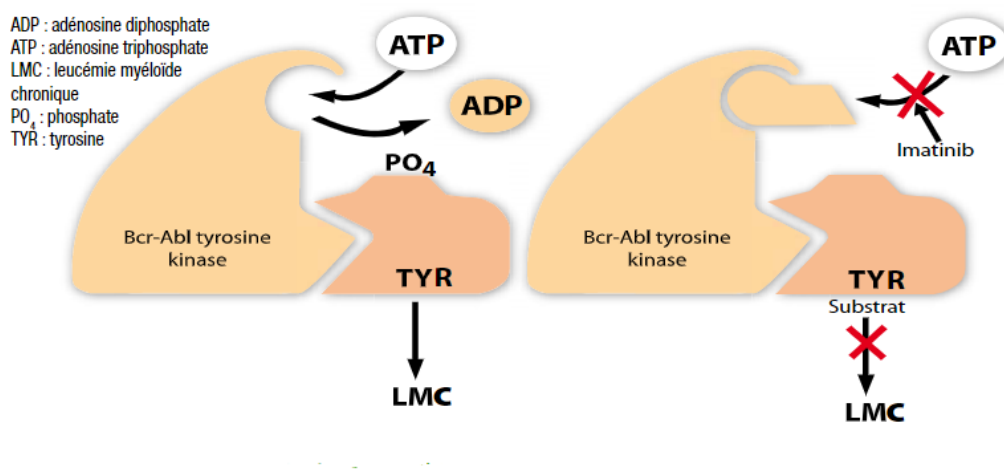 ADP : adénosine diphosphate
ATP : adénosine triphosphate
LMC : leucémie myéloïde
chronique
PO4 : phosphate
TYR : tyrosine
ATP
ADP
PO4
Bcr-Abl tyrosine
kinase
TYR
LMC
ATP
Imatinib
Bcr-Abl tyrosine
kinase
TYR
Substrat
LMC